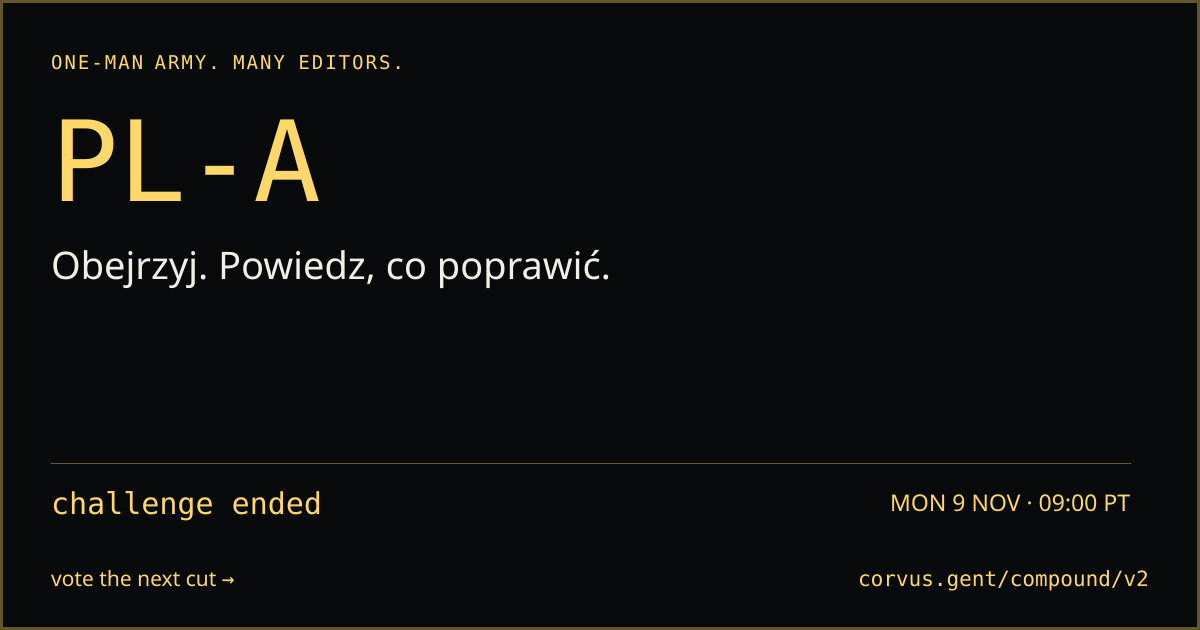 ONE-MAN ARMY. MANY EDITORS.
PL-A
Obejrzyj. Powiedz, co poprawić.
challenge ended
MON 9 NOV · 09:00 PT
vote the next cut →
corvus.gent/compound/v2